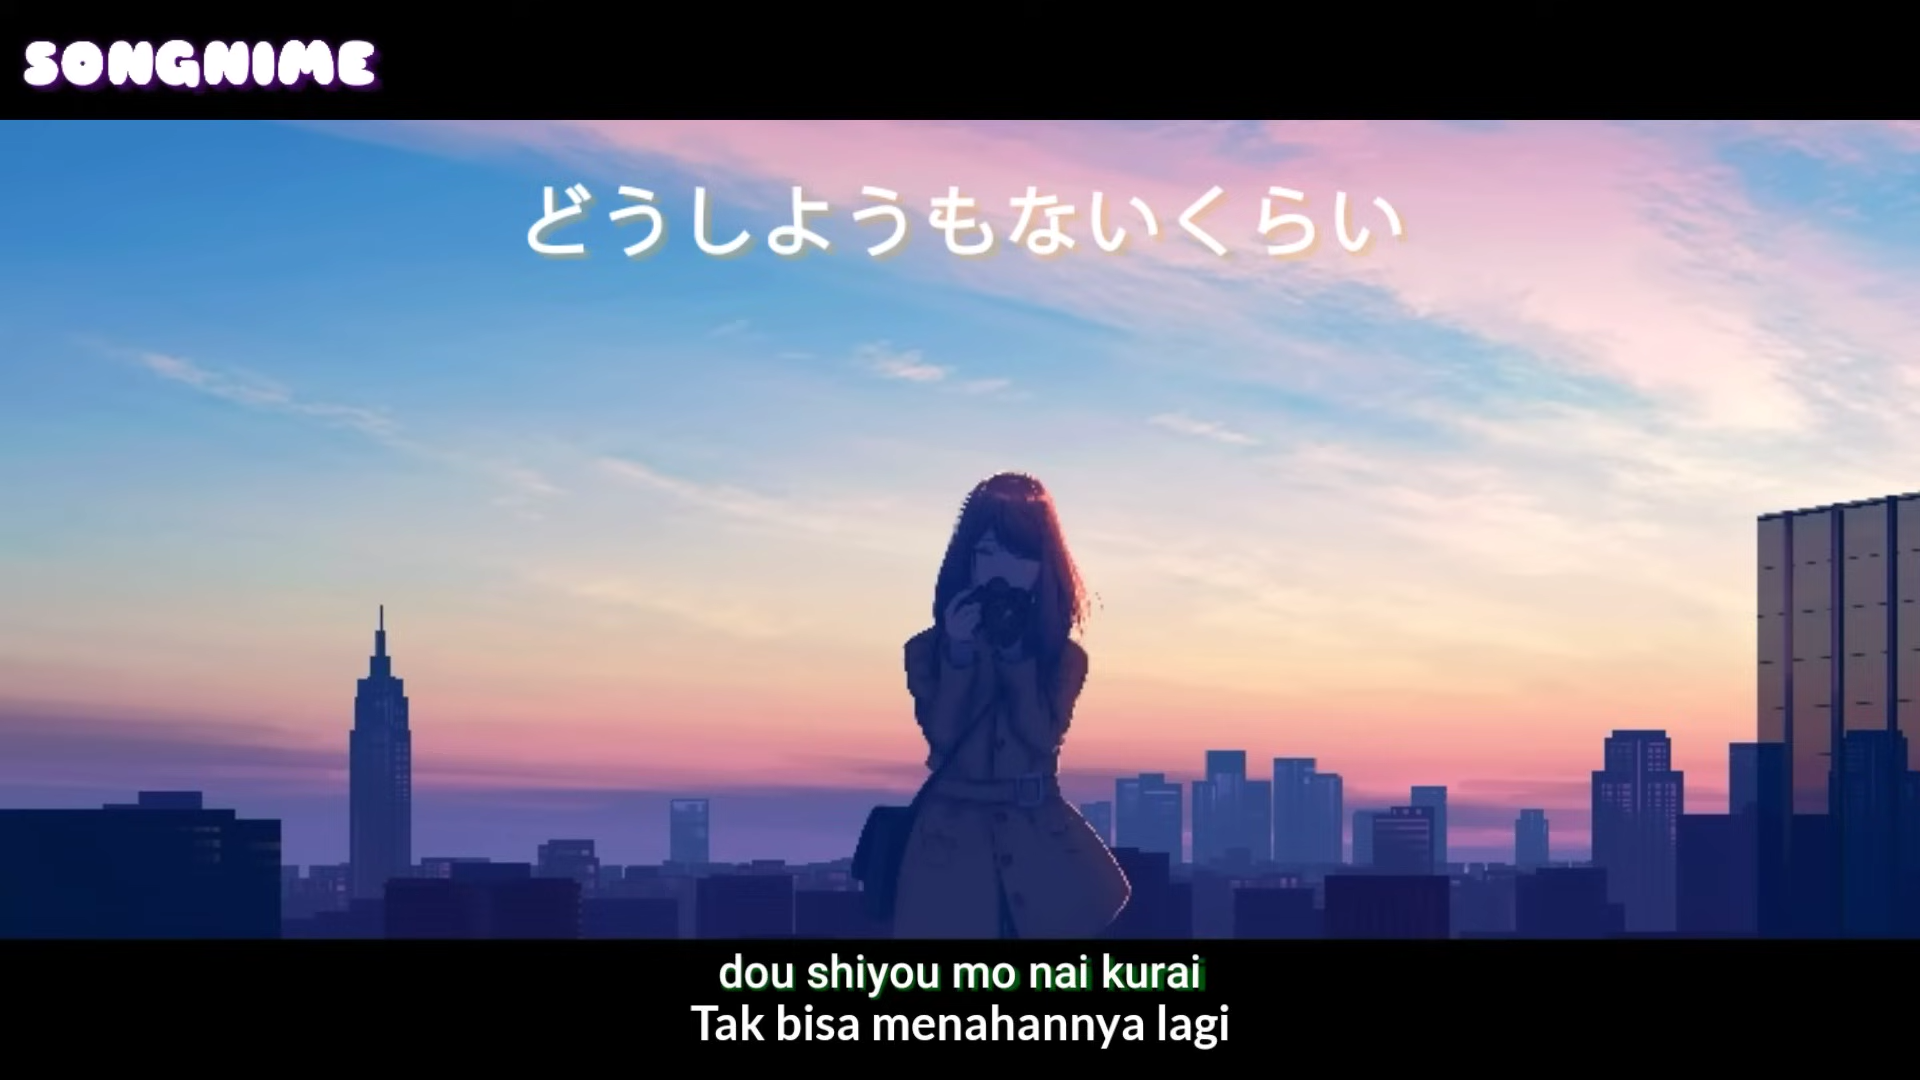 SONGNIME
どうしようもないくらい
dou shiyou mo nai kurai
Tak bisa menahannya lagi